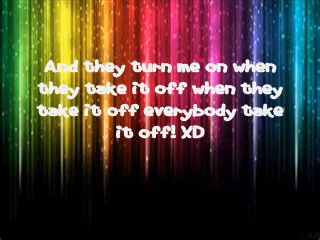 And they turn me on when
they take it off when they
take it off everybody take
it off! XD